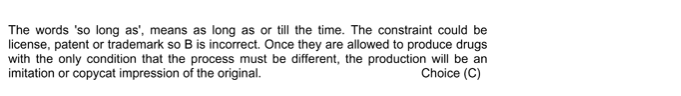 The words 'so long as', means as long as or till the time. The constraint could be
license, patent or trademark so B is incorrect. Once they are allowed to produce drugs
with the only condition that the process must be different, the production will be an
imitation or copycat impression of the original. Choice (C)